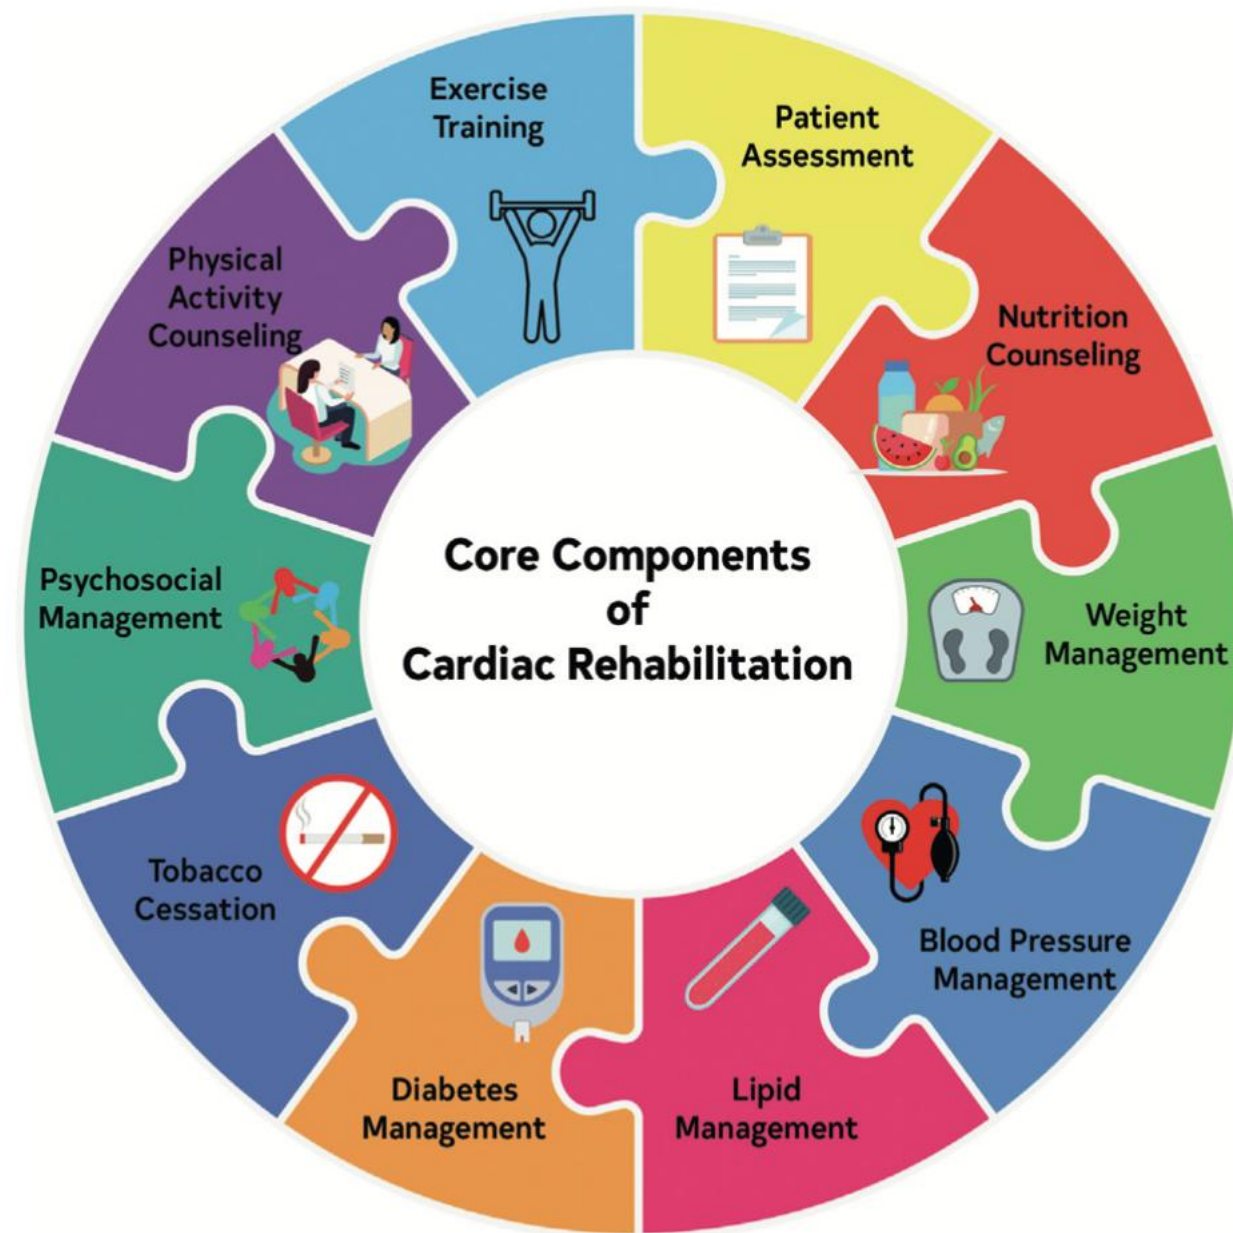 Core Components
of
Cardiac Rehabilitation
Patient
Assessment
Nutrition
Counseling
Weight
Management
Blood Pressure
Management
Lipid
Management
Diabetes
Management
Tobacco
Cessation
Psychosocial
Management
Physical
Activity
Counseling
Exercise
Training